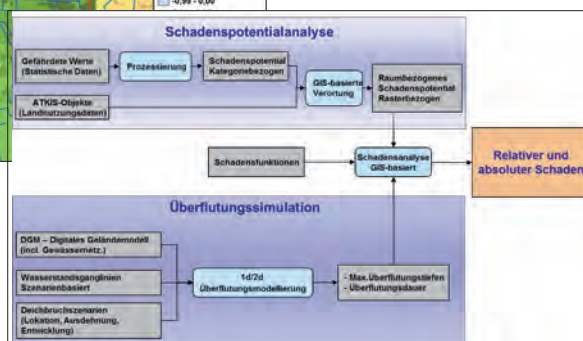 -0,99 - 0,00
Schadenspotentialanalyse
Gefährdete Werte
(Statistische Daten)
Prozessierung
Schadenspotential
Kategoriebezogen
GIS-basierte
Verortung
Raumbezogenes
Schadenspotential
Rasterbezogen
ATKIS-Objekte
(Landnutzungsdaten)
Schadensfunktionen
Schadensanalyse
GIS-basiert
Relativer und
absoluter Schaden
Überflutungssimulation
DGM – Digitales Geländemodell
(incl. Gewässernetz.)
Wasserstandsganglinien
Szenarienbasiert
Deichbruchszenarien
(Lokation, Ausdehnung,
Entwicklung)
1d/2d
Überflutungsmodellierung
- Max.Überflutungstiefen
- Überflutungsdauer